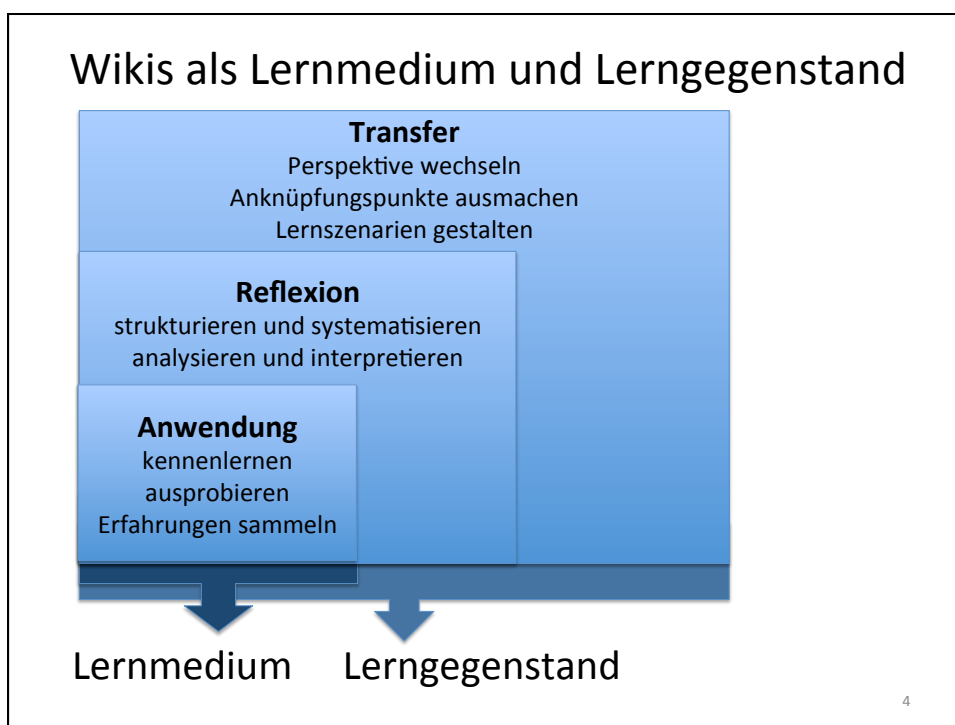 Wikis als Lernmedium und Lerngegenstand
Transfer
Perspektive wechseln
Anknüpfungspunkte ausmachen
Lernszenarien gestalten
Reflexion
strukturieren und systematisieren
analysieren und interpretieren
Anwendung
kennenlernen
ausprobieren
Erfahrungen sammeln
Lernmedium
Lerngegenstand
4